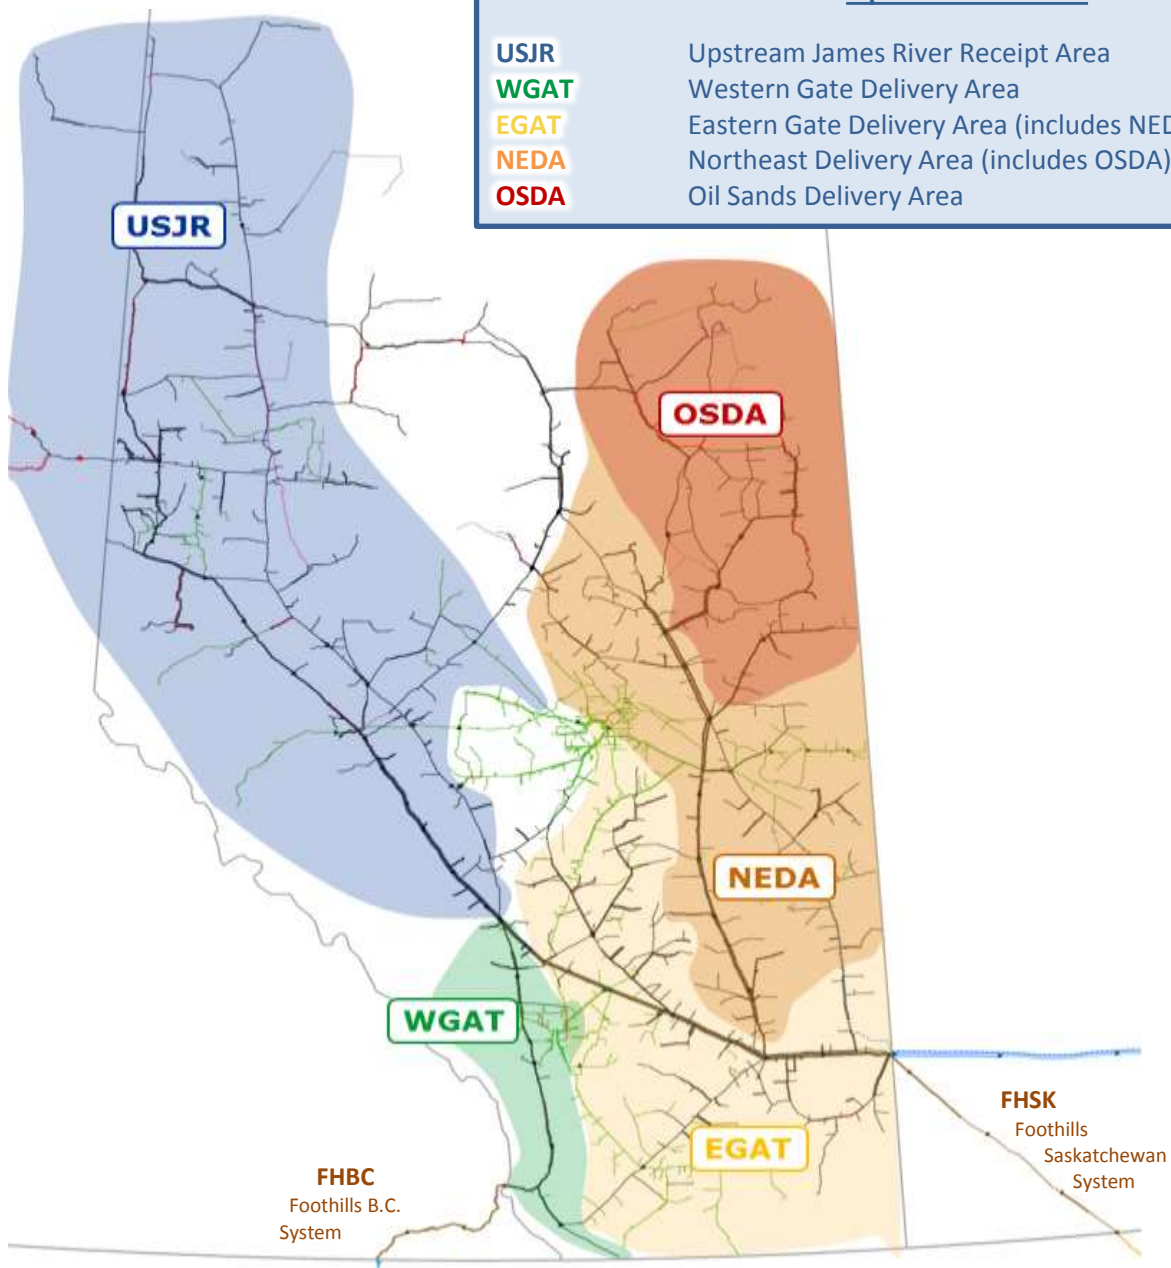 USJR Upstream James River Receipt Area
WGAT Western Gate Delivery Area
EGAT Eastern Gate Delivery Area (includes
NEDA Northeast Delivery Area (includes OSDA)
OSDA Oil Sands Delivery Area
USJR
OSDA
NEDA
WGAT
EGAT
FHSK
Foothills
Saskatchewan
System
FHBC
Foothills B.C.
System